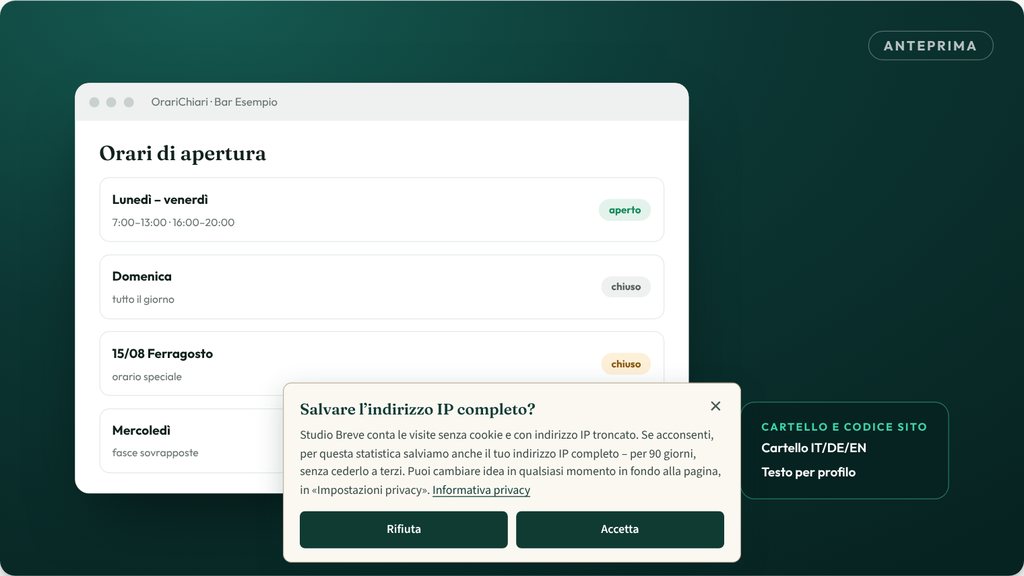 ANTEPRIMA
OrariChiari · Bar Esempio
Orari di apertura
Lunedì – venerdì
7:00–13:00 · 16:00–20:00
aperto
Domenica
tutto il giorno
chiuso
15/08 Ferragosto
orario speciale
chiuso
Mercoledì
fasce sovrapposte
Salvare l’indirizzo IP completo?
Studio Breve conta le visite senza cookie e con indirizzo IP troncato. Se acconsenti,
per questa statistica salviamo anche il tuo indirizzo IP completo – per 90 giorni,
senza cederlo a terzi. Puoi cambiare idea in qualsiasi momento in fondo alla pagina,
in «Impostazioni privacy». Informativa privacy
Rifiuta
Accetta
CARTELLO E CODICE SITO
Cartello IT/DE/EN
Testo per profilo